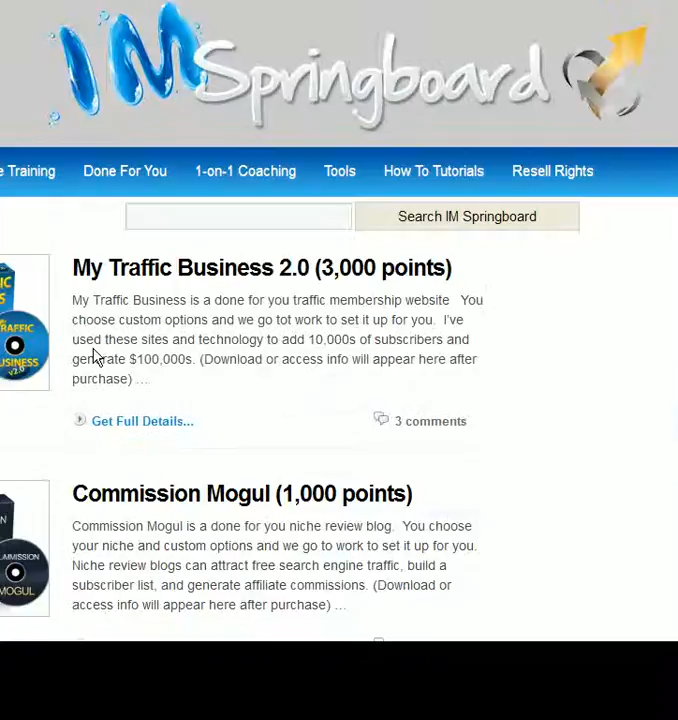 IM Springboard
e Training Done For You 1-on-1 Coaching Tools How To Tutorials Resell Rights
Search IM Springboard
My Traffic Business 2.0 (3,000 points)
My Traffic Business is a done for you traffic membership website You
choose custom options and we go tot work to set it up for you. I've
used these sites and technology to add 10,000s of subscribers and
generate $100,000s. (Download or access info will appear here after
purchase) …
Get Full Details...
3 comments
TRAFFIC
BUSINESS
v2.0
Commission Mogul (1,000 points)
Commission Mogul is a done for you niche review blog. You choose
your niche and custom options and we go to work to set it up for you.
Niche review blogs can attract free search engine traffic, build a
subscriber list, and generate affiliate commissions. (Download or
access info will appear here after purchase) …
MOGUL